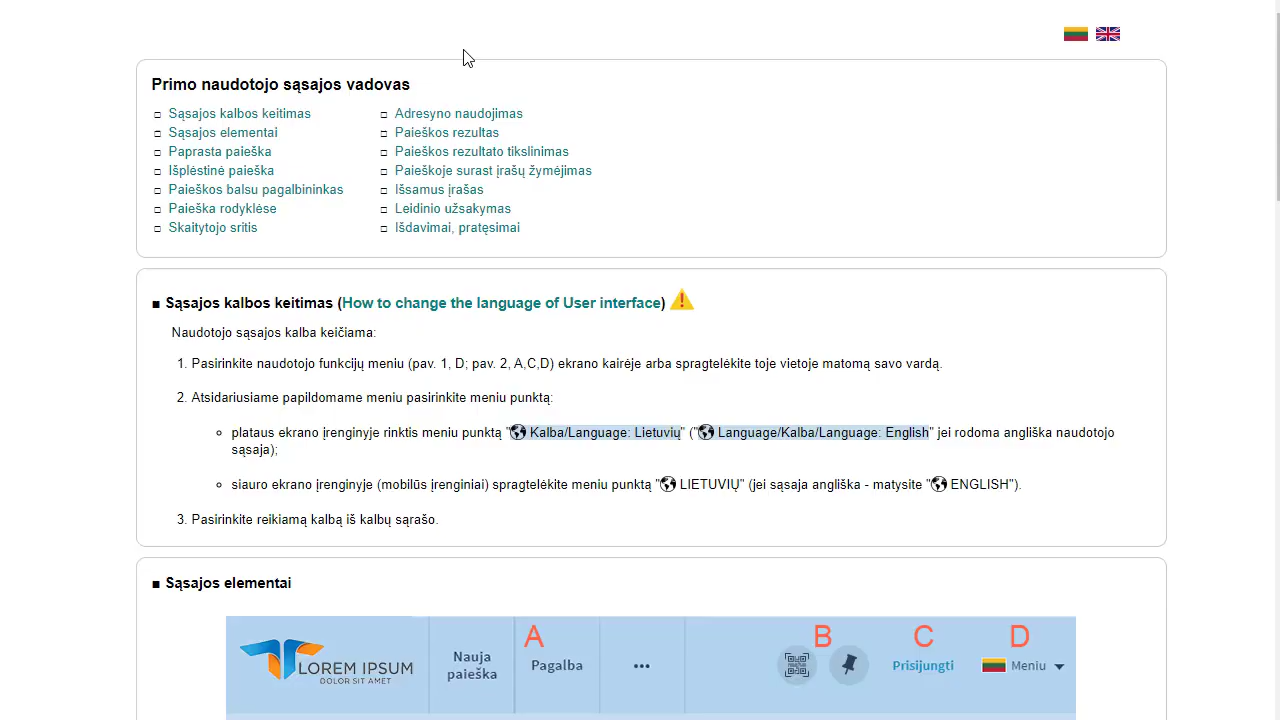 Primo naudotojo sąsajos vadovas
Sąsajos kalbos keitimas
Sąsajos elementai
Paprasta paieška
Išplėstinė paieška
Paieškos balsu pagalbininkas
Paieška rodyklėse
Skaitytojo sritis
Adresyno naudojimas
Paieškos rezultas
Paieškos rezultato tikslinimas
Paieškoje surast įrašų žymėjimas
Išsamus įrašas
Leidinio užsakymas
Išdavimai, pratęsimai
Sąsajos kalbos keitimas (How to change the language of User interface)
Naudotojo sąsajos kalba keičiama:
1. Pasirinkite naudotojo funkcijų meniu (pav. 1, D; pav. 2, A,C,D) ekrano kairėje arba spragtelėkite toje vietoje matomą savo vardą.
2. Atsidariusiame papildomame meniu pasirinkite meniu punktą:
plataus ekrano įrenginyje rinktis meniu punktą "Kalba/Language: Lietuvių" ("Language/Kalba/Language: English" jei rodoma angliška naudotojo
sąsaja);
siauro ekrano įrenginyje (mobilūs įrenginiai) spragtelėkite meniu punktą "LIETUVIŲ" (jei sąsaja angliška - matysite "ENGLISH").
3. Pasirinkite reikiamą kalbą iš kalbų sąrašo.
Sąsajos elementai
A B C D
LOREM IPSUM
DOLOR SIT AMET
Nauja
paieška
Pagalba
•••
Prisijungti
Meniu